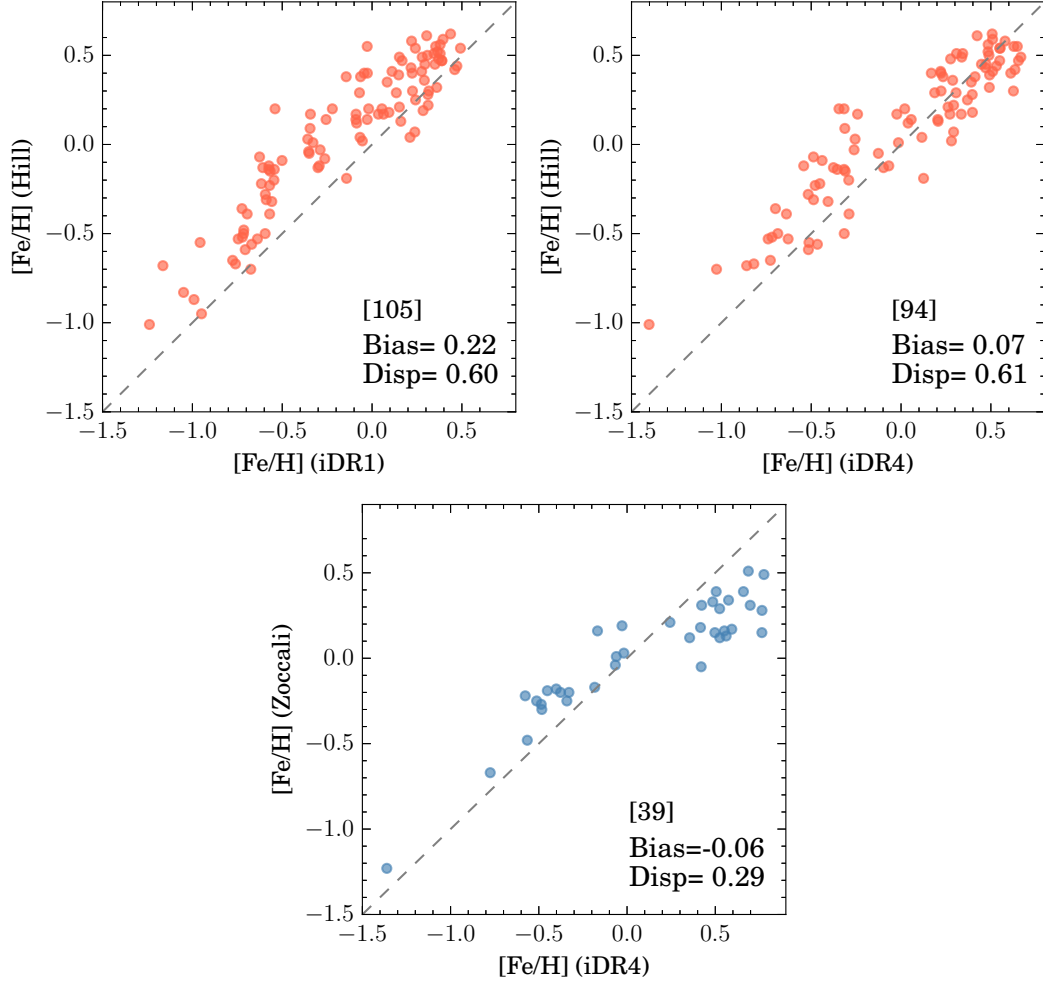 0.5
0.0
−0.5
−1.0
−1.5
[Fe/H] (Hill)
[105]
Bias= 0.22
Disp= 0.60
−1.5 −1.0 −0.5 0.0 0.5
[Fe/H] (iDR1)
0.5
0.0
−0.5
−1.0
−1.5
[Fe/H] (Hill)
[94]
Bias= 0.07
Disp= 0.61
−1.5 −1.0 −0.5 0.0 0.5
[Fe/H] (iDR4)
0.5
0.0
−0.5
−1.0
−1.5
[Fe/H] (Zoccali)
[39]
Bias=-0.06
Disp= 0.29
−1.5 −1.0 −0.5 0.0 0.5
[Fe/H] (iDR4)